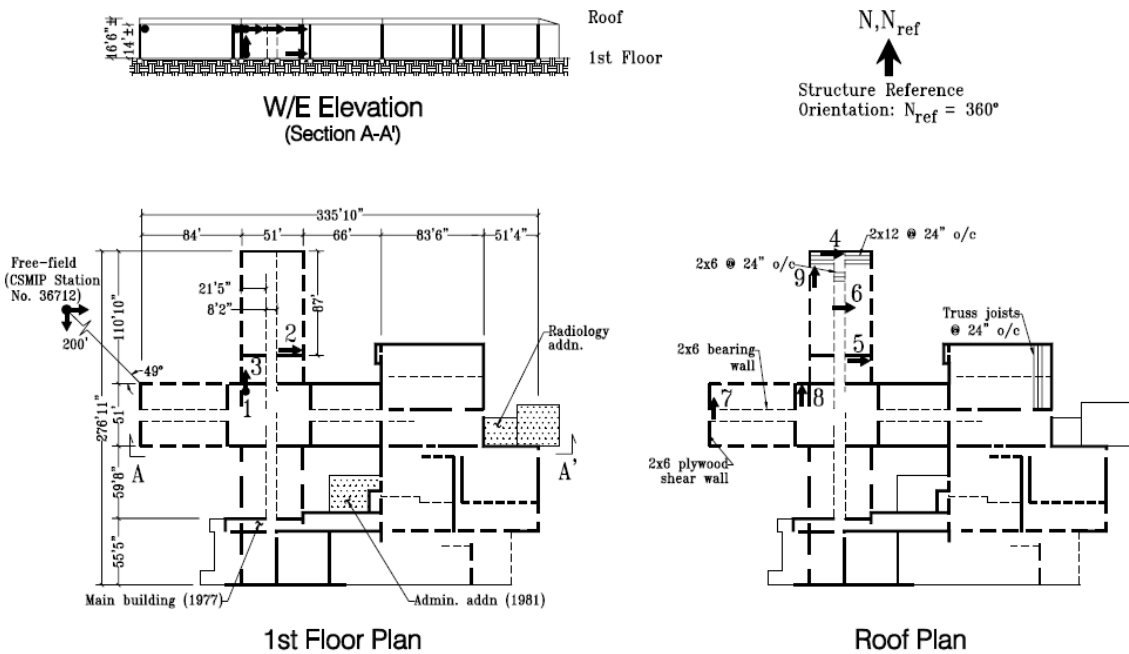 Roof
1st Floor
16'6"±
14'±
W/E Elevation
(Section A-A')
N,Nref
Structure Reference
Orientation: Nref = 360°
335'10"
84'
51'
66'
83'6"
51'4"
Free-field
(CSMIP Station
No. 36712)
200'
49°
276'11"
110'10"
51'
59'8"
55'5"
21'5"
8'2"
87'
2
3
1
Radiology
addn.
A
A'
Main building (1977)
Admin. addn (1981)
1st Floor Plan
4
2x12 @ 24" o/c
2x6 @ 24" o/c
9
6
5
Truss joists
@ 24" o/c
2x6 bearing
wall
7
8
2x6 plywood
shear wall
Roof Plan